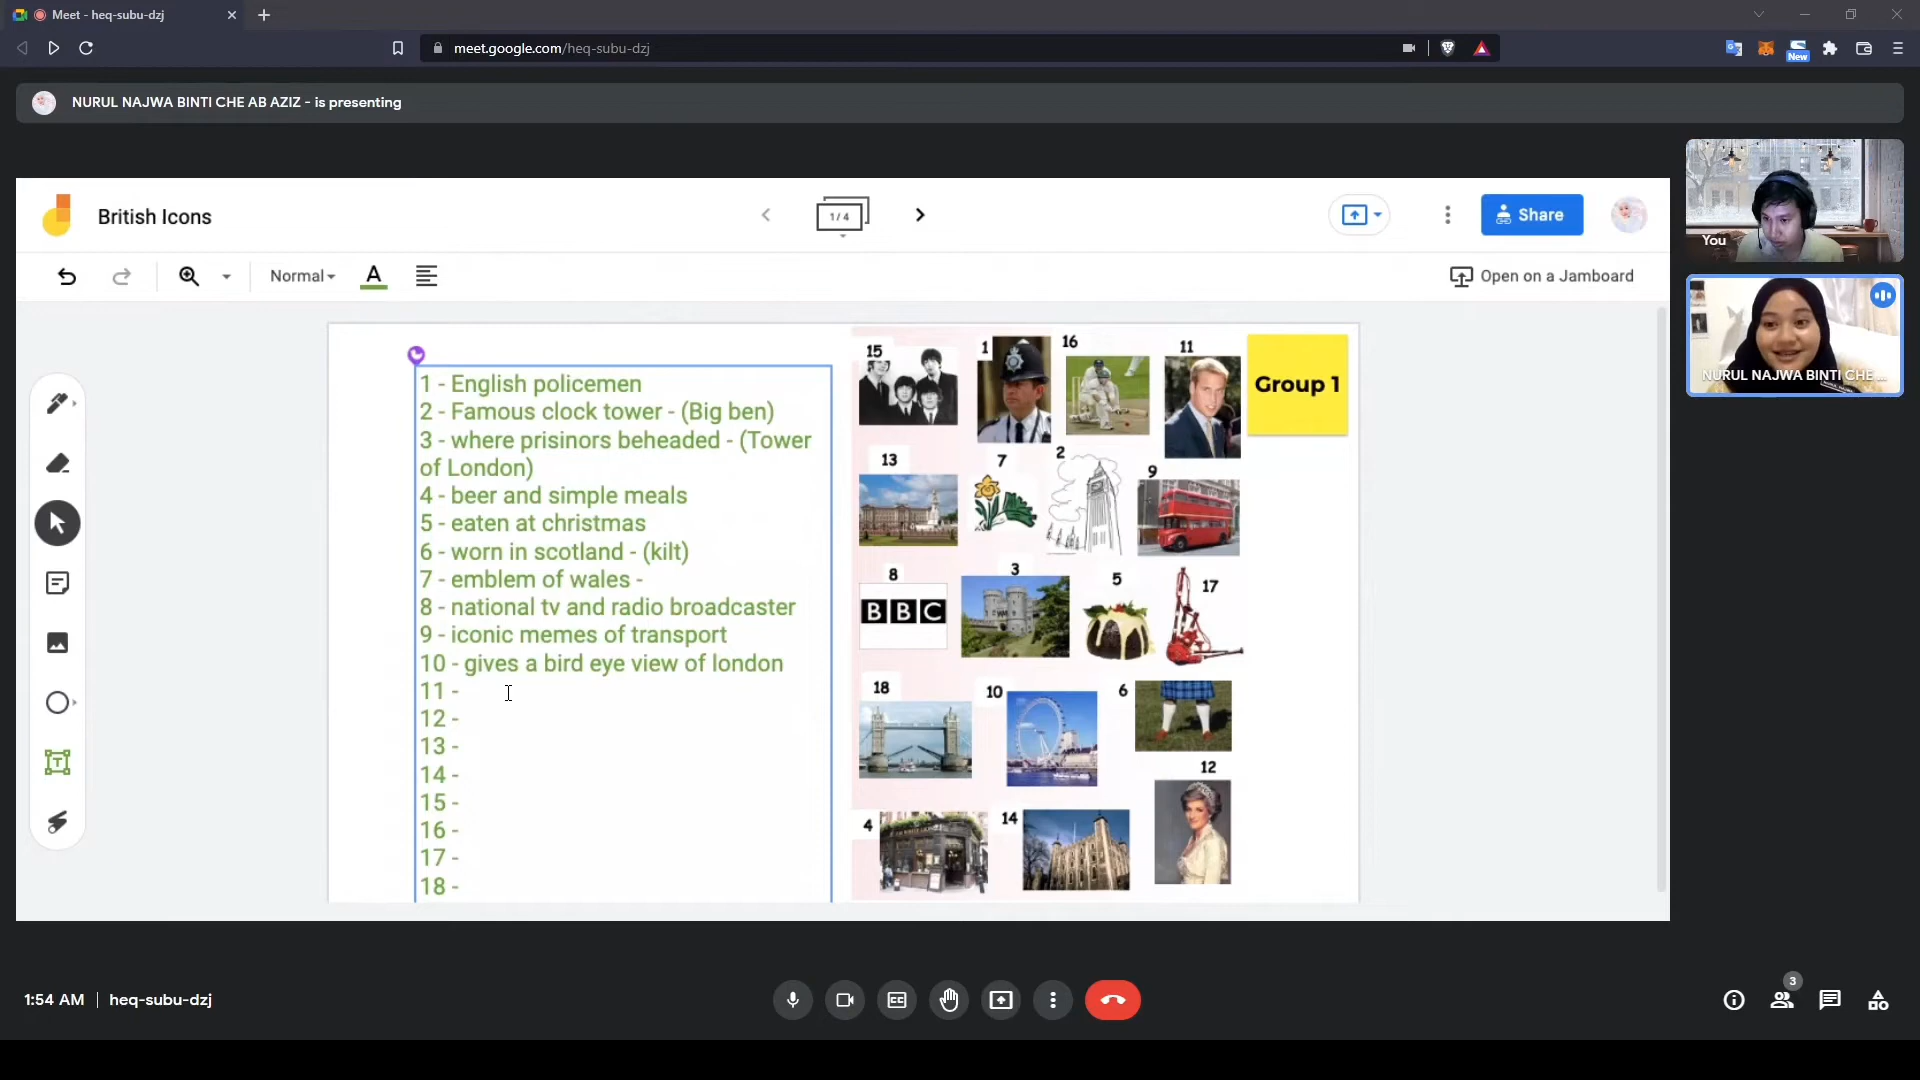 Meet - heq-subu-dzj
meet.google.com/heq-subu-dzj
New
NURUL NAJWA BINTI CHE AB AZIZ - is presenting
British Icons
1 / 4
Share
Normal
A
Open on a Jamboard
You
NURUL NAJWA BINTI CHE ...
1 - English policemen
2 - Famous clock tower - (Big ben)
3 - where prisinors beheaded - (Tower
of London)
4 - beer and simple meals
5 - eaten at christmas
6 - worn in scotland - (kilt)
7 - emblem of wales -
8 - national tv and radio broadcaster
9 - iconic memes of transport
10 - gives a bird eye view of london
11 -
12 -
13 -
14 -
15 -
16 -
17 -
18 -
15 1 16 11
Group 1
13 7 2 9
8 3 5 17
BBC
18 10 6
12
4 14
1:54 AM | heq-subu-dzj
CC
3